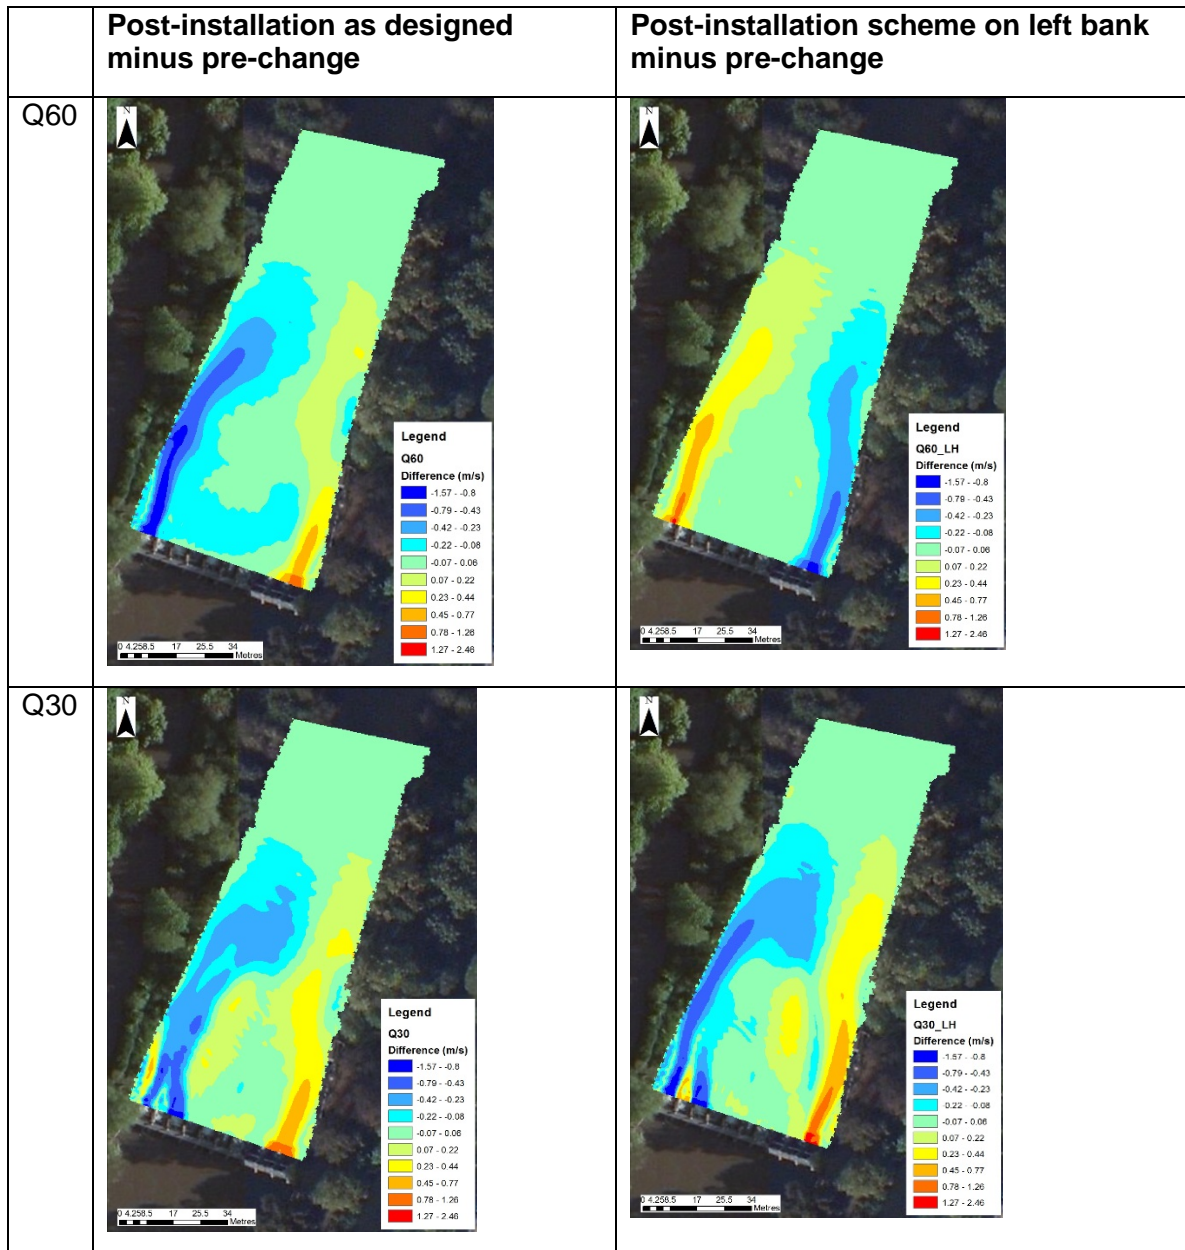 Post-installation as designed
minus pre-change
Post-installation scheme on left bank
minus pre-change
Q60
N
Legend
Q60
Difference (m/s)
-1.57 - -0.8
-0.79 - -0.43
-0.42 - -0.23
-0.22 - -0.08
-0.07 - 0.06
0.07 - 0.22
0.23 - 0.44
0.45 - 0.77
0.78 - 1.26
1.27 - 2.46
0 4.258.5 17 25.5 34
Metres
N
Legend
Q60_LH
Difference (m/s)
-1.57 - -0.8
-0.79 - -0.43
-0.42 - -0.23
-0.22 - -0.08
-0.07 - 0.06
0.07 - 0.22
0.23 - 0.44
0.45 - 0.77
0.78 - 1.26
1.27 - 2.46
0 4.258.5 17 25.5 34
Metres
Q30
N
Legend
Q30
Difference (m/s)
-1.57 - -0.8
-0.79 - -0.43
-0.42 - -0.23
-0.22 - -0.08
-0.07 - 0.06
0.07 - 0.22
0.23 - 0.44
0.45 - 0.77
0.78 - 1.26
1.27 - 2.46
0 4.258.5 17 25.5 34
Metres
N
Legend
Q30_LH
Difference (m/s)
-1.57 - -0.8
-0.79 - -0.43
-0.42 - -0.23
-0.22 - -0.08
-0.07 - 0.06
0.07 - 0.22
0.23 - 0.44
0.45 - 0.77
0.78 - 1.26
1.27 - 2.46
0 4.258.5 17 25.5 34
Metres